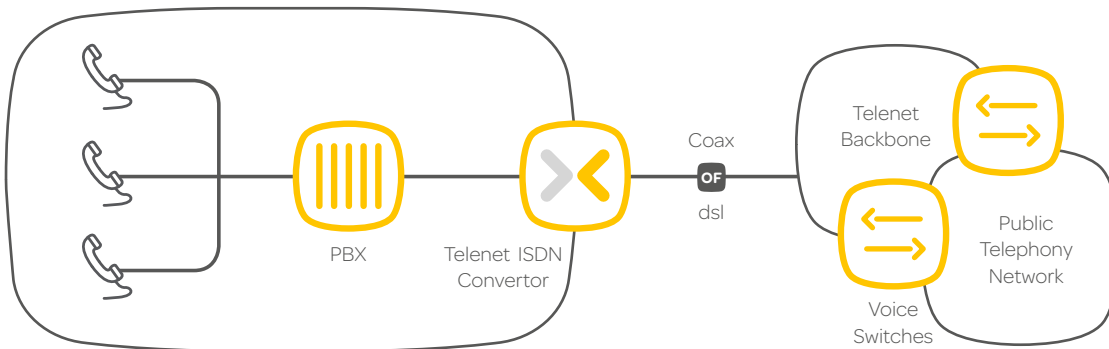 PBX
Telenet ISDN
Convertor
Coax
OF
dsl
Telenet
Backbone
Voice
Switches
Public
Telephony
Network